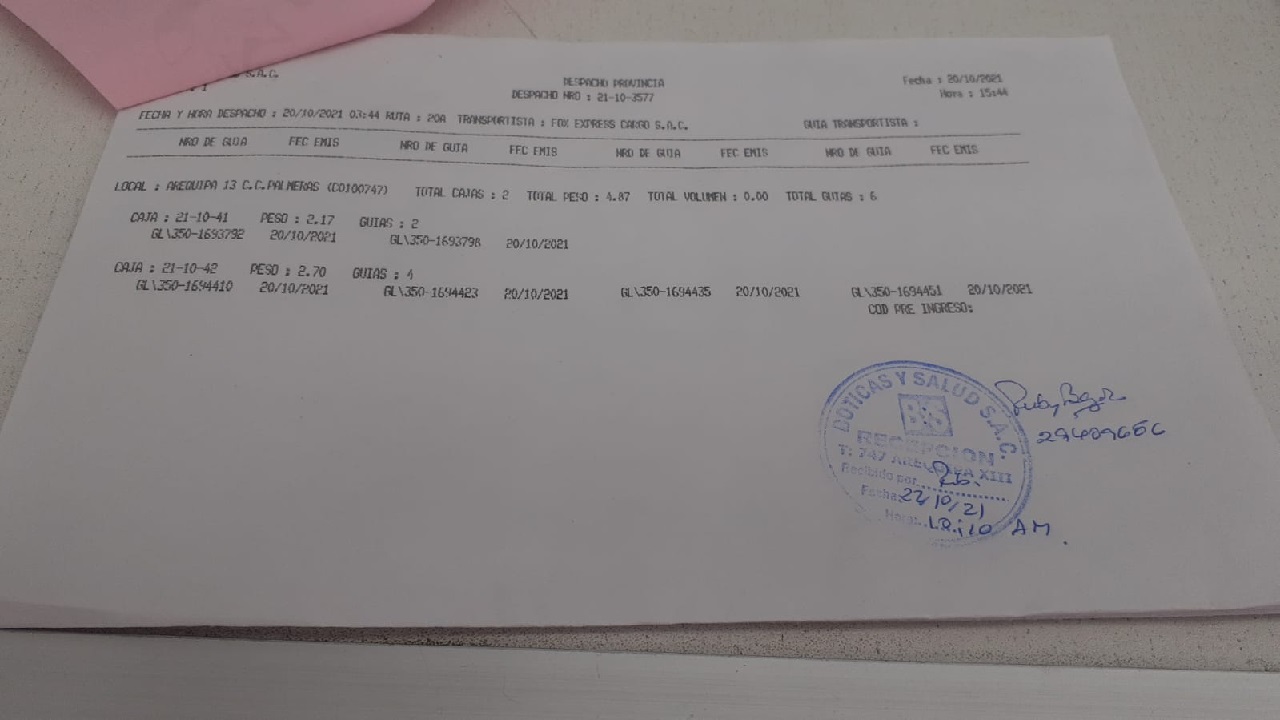 S.A.C.
: 1
DESPACHO PROVINCIA
DESPACHO NRO : 21-10-3577
Fecha : 20/10/2021
Hora : 15:44
FECHA Y HORA DESPACHO : 20/10/2021 03:44 RUTA : 20A TRANSPORTISTA : FOX EXPRESS CARGO S.A.C. GUIA TRANSPORTISTA :
NRO DE GUIA FEC EMIS NRO DE GUIA FEC EMIS NRO DE GUIA FEC EMIS NRO DE GUIA FEC EMIS
LOCAL : AREQUIPA 13 C.C.PALMERAS (C0100747) TOTAL CAJAS : 2 TOTAL PESO : 4.87 TOTAL VOLUMEN : 0.00 TOTAL GUIAS : 6
CAJA : 21-10-41 PESO : 2.17 GUIAS : 2
GL\350-1693792 20/10/2021 GL\350-1693798 20/10/2021
CAJA : 21-10-42 PESO : 2.70 GUIAS : 4
GL\350-1694410 20/10/2021 GL\350-1694423 20/10/2021 GL\350-1694435 20/10/2021 GL\350-1694451 20/10/2021
COD PRE INGRESO:
BOTICAS Y SALUD S.A.C.
RECEPCION
T: 747 AREQUIPA XIII
Recibido por
Fecha: 22/10/21
Hora: 10 AM